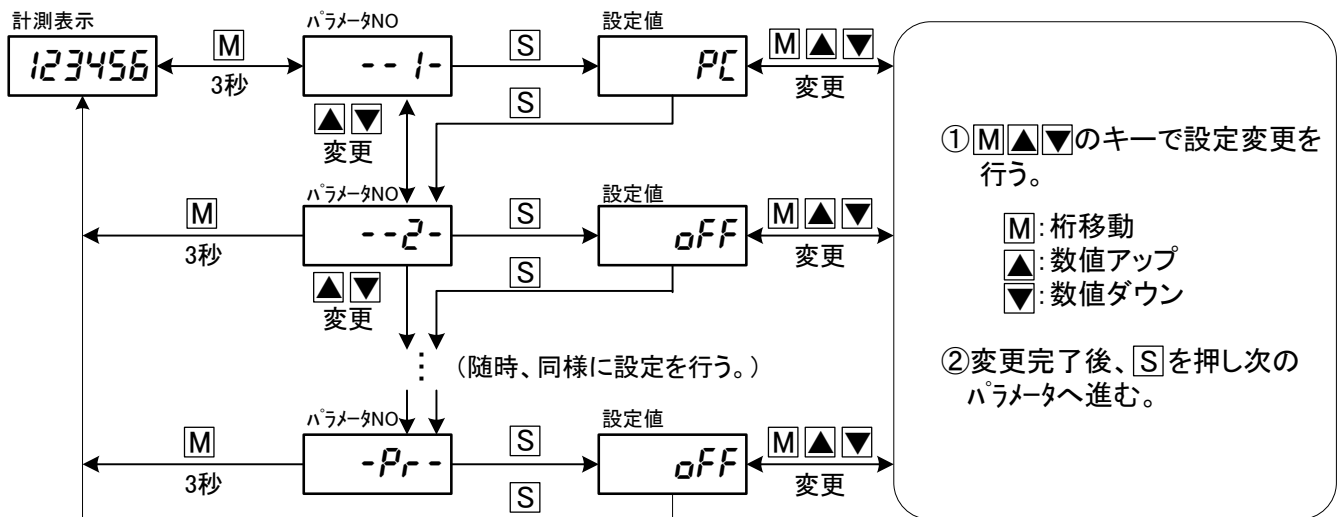 計測表示
パラメータNO
設定値
123456
M
3秒
--1-
S
PC
M▲▼
変更
S
▲▼
変更
パラメータNO
設定値
M
3秒
--2-
S
oFF
M▲▼
変更
S
▲▼
変更
⋮
(随時、同様に設定を行う。)
パラメータNO
設定値
M
3秒
-Pr-
S
oFF
M▲▼
変更
S
①M▲▼のキーで設定変更を
行う。
M:桁移動
▲:数値アップ
▼:数値ダウン
②変更完了後、Sを押し次の
パラメータへ進む。